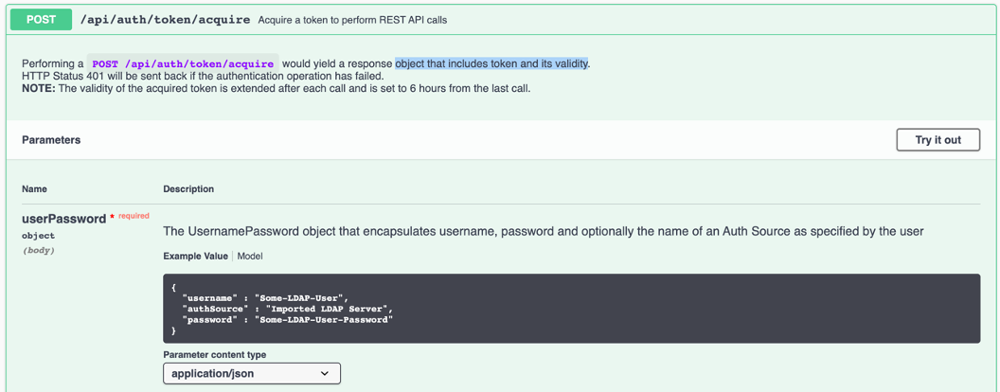 POST /api/auth/token/acquire Acquire a token to perform REST API calls
Performing a POST /api/auth/token/acquire would yield a response object that includes token and its validity.
HTTP Status 401 will be sent back if the authentication operation has failed.
NOTE: The validity of the acquired token is extended after each call and is set to 6 hours from the last call.
Parameters Try it out
Name Description
userPassword * required
object
(body)
The UsernamePassword object that encapsulates username, password and optionally the name of an Auth Source as specified by the user
Example Value | Model
{
"username" : "Some-LDAP-User",
"authSource" : "Imported LDAP Server",
"password" : "Some-LDAP-User-Password"
}
Parameter content type
application/json